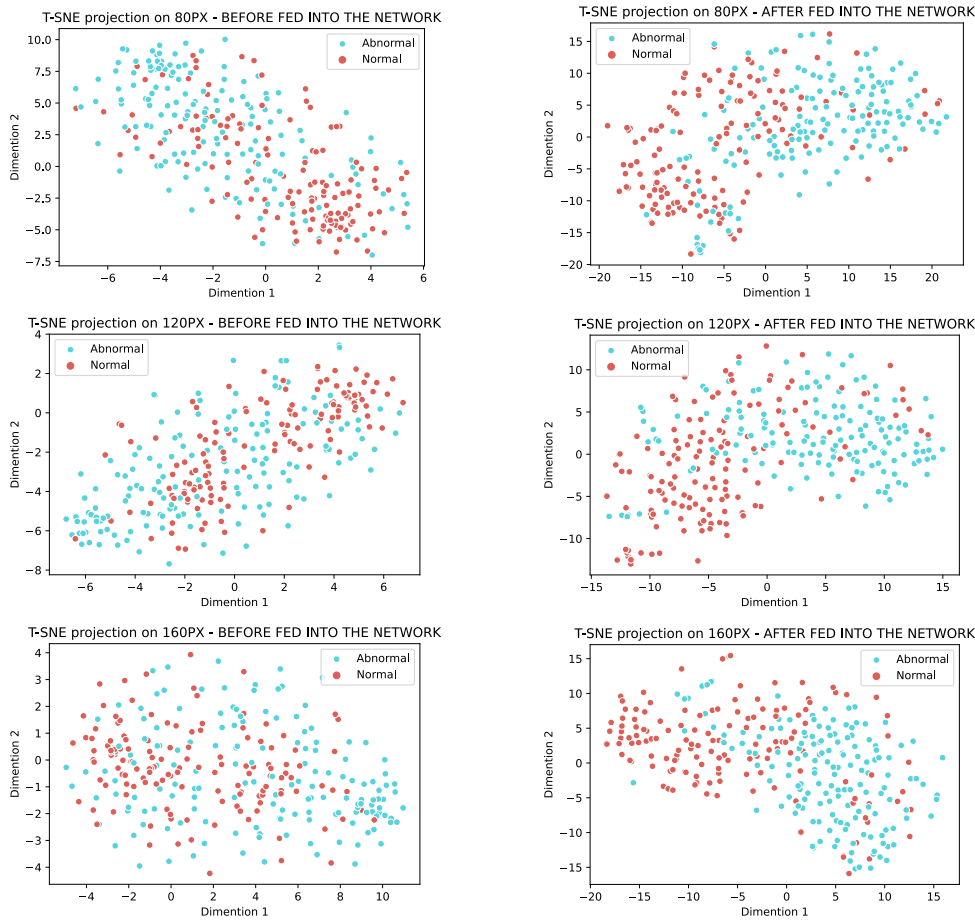 T-SNE projection on 80PX - BEFORE FED INTO THE NETWORK
Abnormal
Normal
10.0
7.5
5.0
2.5
0.0
−2.5
−5.0
−7.5
Dimention 2
−6 −4 −2 0 2 4 6
Dimention 1
T-SNE projection on 80PX - AFTER FED INTO THE NETWORK
Abnormal
Normal
15
10
5
0
−5
−10
−15
−20
Dimention 2
−20 −15 −10 −5 0 5 10 15 20
Dimention 1
T-SNE projection on 120PX - BEFORE FED INTO THE NETWORK
Abnormal
Normal
4
2
0
−2
−4
−6
−8
Dimention 2
−6 −4 −2 0 2 4 6
Dimention 1
T-SNE projection on 120PX - AFTER FED INTO THE NETWORK
Abnormal
Normal
10
5
0
−5
−10
Dimention 2
−15 −10 −5 0 5 10 15
Dimention 1
T-SNE projection on 160PX - BEFORE FED INTO THE NETWORK
Abnormal
Normal
4
3
2
1
0
−1
−2
−3
−4
Dimention 2
−4 −2 0 2 4 6 8 10
Dimention 1
T-SNE projection on 160PX - AFTER FED INTO THE NETWORK
Abnormal
Normal
15
10
5
0
−5
−10
−15
Dimention 2
−20 −15 −10 −5 0 5 10 15
Dimention 1